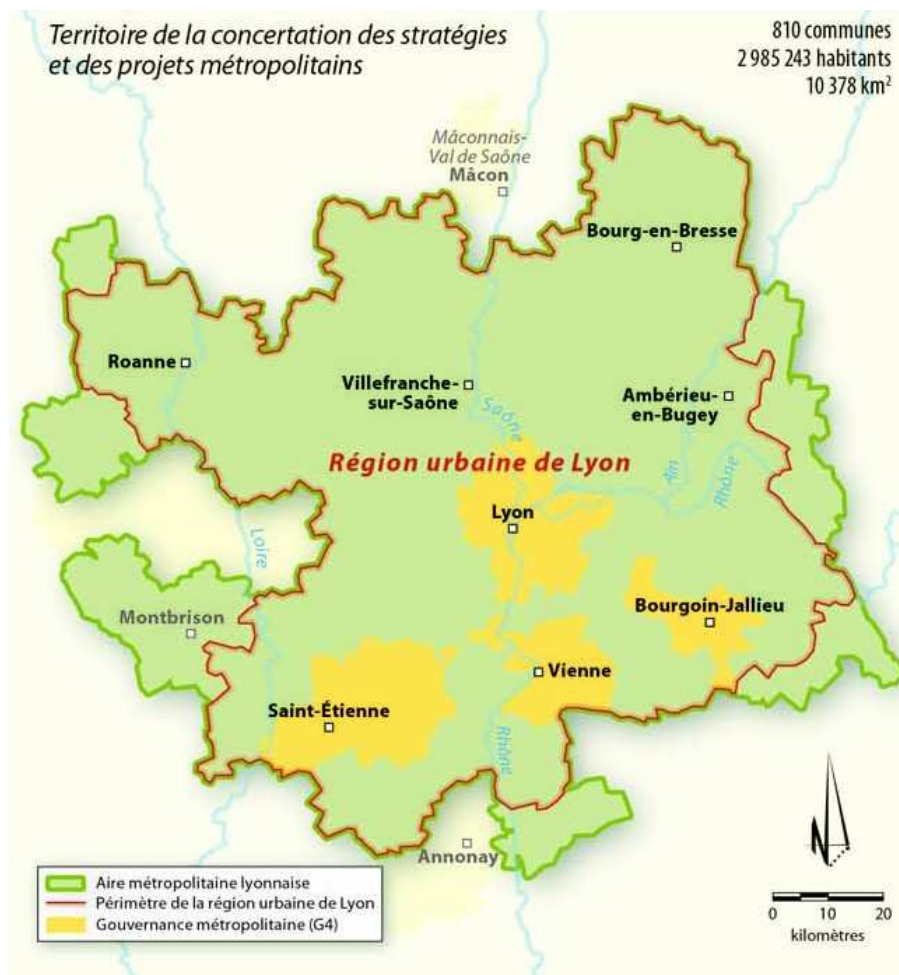 Territoire de la concertation des stratégies
et des projets métropolitains
810 communes
2 985 243 habitants
10 378 km²
Mâconnais-
Val de Saône
Mâcon
Bourg-en-Bresse
Roanne
Villefranche-
sur-Saône
Ambérieu-
en-Bugey
Saône
Région urbaine de Lyon
Ain
Rhône
Lyon
Loire
Montbrison
Bourgoin-Jallieu
Vienne
Saint-Étienne
Rhône
Annonay
N
Aire métropolitaine lyonnaise
Périmètre de la région urbaine de Lyon
Gouvernance métropolitaine (G4)
0 10 20
kilomètres